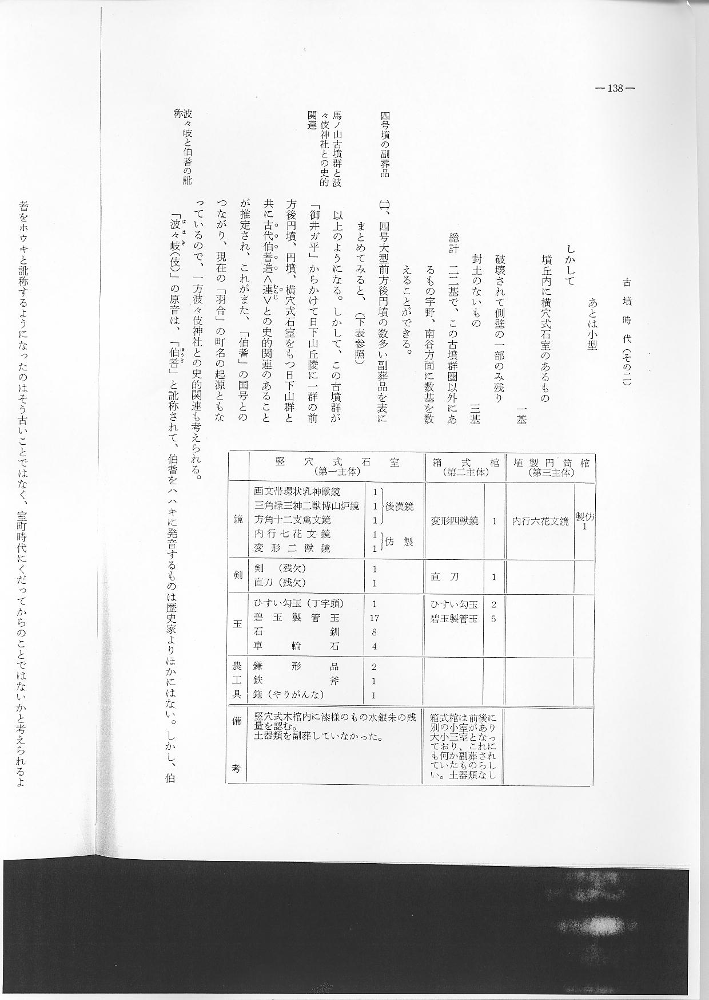 ―138―
古墳時代(その二)
あとは小型
しかして
墳丘内に横穴式石室のあるもの
一基
破壊されて側壁の一部のみ残り
封土のないもの 三基
総計 二二基で、この古墳群圏以外にあ
るもの宇野、南谷方面に数基を数
えることができる。
四号墳の副葬品
㈡、四号大型前方後円墳の数多い副葬品を表に
まとめてみると、(下表参照)
馬ノ山古墳群と波
々伎神社との史的
関連
以上のようになる。しかして、この古墳群が
「御井ガ平」からかけて日下山丘陵に一群の前
方後円墳、円墳、横穴式石室をもつ日下山群と
共に古代伯耆造<連>との史的関連のあること
むらじ
が推定され、これがまた、「伯耆」の国号との
つながり、現在の「羽合」の町名の起源ともな
っているので、一方波々伎神社との史的関連も考えられる。
波々岐と伯耆の訛
称
「波々岐(伎)」の原音は、「伯耆」と訛称されて、伯耆をハハキに発音するものは歴史家よりほかにはない。しかし、伯
ははき
ほうき
竪穴式石室 箱式棺 埴製円筒棺
(第一主体) (第二主体) (第三主体)
鏡
画文帯環状乳神獣鏡 1
三角緑三神二獣博山炉鏡 1 後漢鏡
方角十二支禽文鏡 1
内行七花文鏡 1
変形二獣鏡 1
仿製
変形四獣鏡 1
内行六花文鏡 仿製1
剣
剣 (残欠) 1
直刀(残欠) 1
直刀 1
玉
ひすい勾玉(丁字頭) 1 ひすい勾玉 2
碧玉製管玉 17 碧玉製管玉 5
石釧 8
車輪石 4
農工具
鎌形品 2
鉄斧 1
鉇(やりがんな) 1
備考
竪穴式木棺内に漆様のもの水銀朱の残
量を認む。
土器類を副葬していなかった。
箱式棺は前後に
別の小室があり
大小三室となっ
ており、これに
も何か副葬され
ていたものらし
い。土器類なし
耆をホウキと訛称するようになったのはそう古いことではなく、室町時代にくだってからのことではないかと考えられるよ